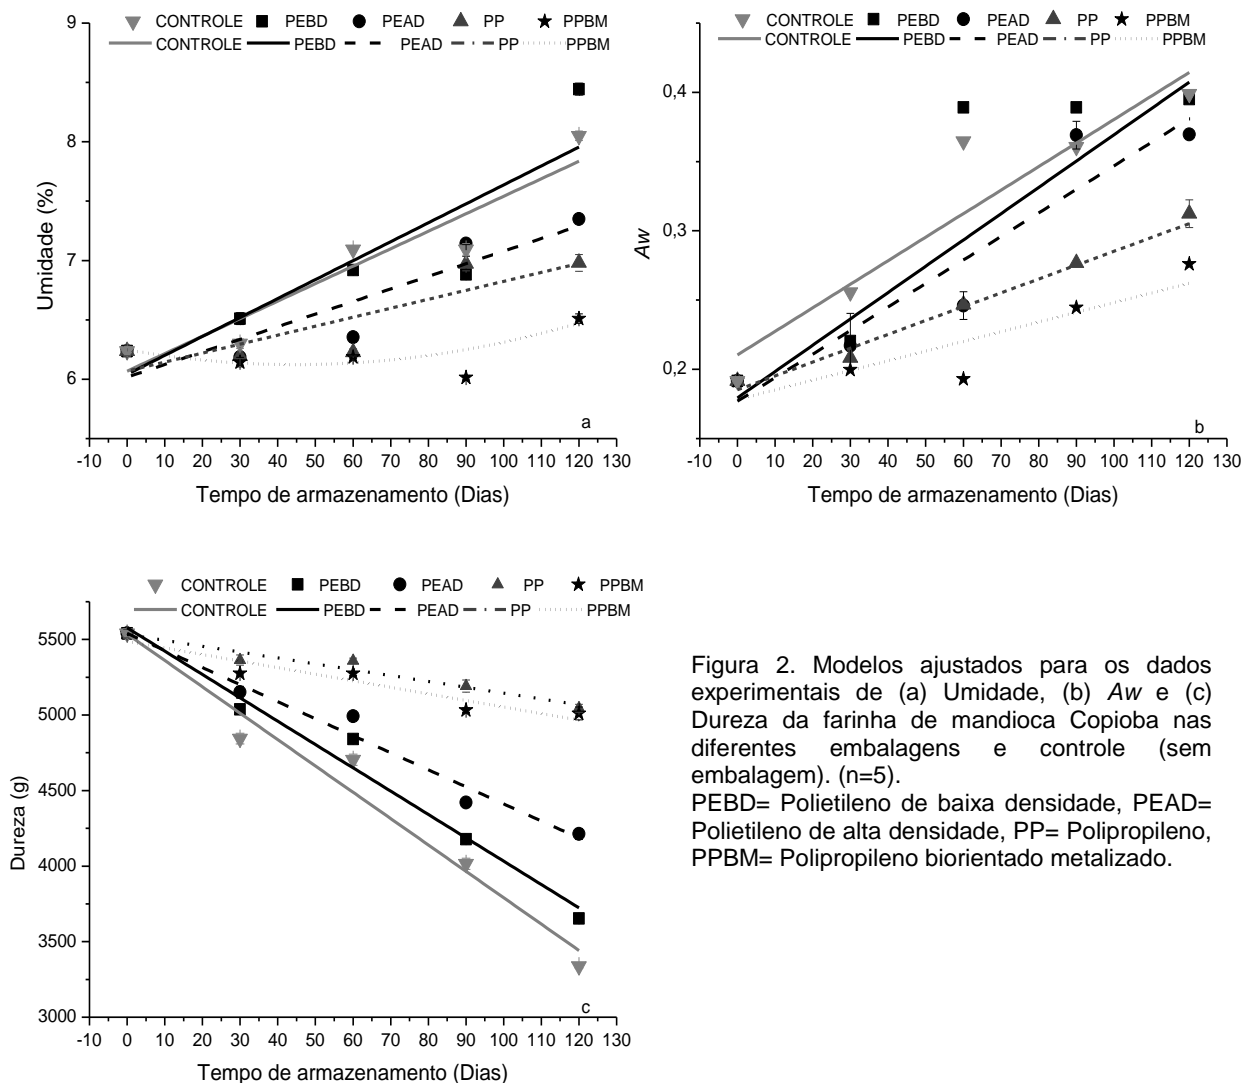 CONTROLE PEBD PEAD PP PPBM
CONTROLE PEBD PEAD PP PPBM
9
8
7
6
Umidade (%)
a
-10 0 10 20 30 40 50 60 70 80 90 100 110 120 130
Tempo de armazenamento (Dias)
CONTROLE PEBD PEAD PP PPBM
CONTROLE PEBD PEAD PP PPBM
0,4
0,3
0,2
Aw
b
-10 0 10 20 30 40 50 60 70 80 90 100 110 120 130
Tempo de armazenamento (Dias)
CONTROLE PEBD PEAD PP PPBM
CONTROLE PEBD PEAD PP PPBM
5500
5000
4500
4000
3500
3000
Dureza (g)
c
-10 0 10 20 30 40 50 60 70 80 90 100 110 120 130
Tempo de armazenamento (Dias)
Figura 2. Modelos ajustados para os dados
experimentais de (a) Umidade, (b) Aw e (c)
Dureza da farinha de mandioca Copioba nas
diferentes embalagens e controle (sem
embalagem). (n=5).
PEBD= Polietileno de baixa densidade, PEAD=
Polietileno de alta densidade, PP= Polipropileno,
PPBM= Polipropileno biorientado metalizado.